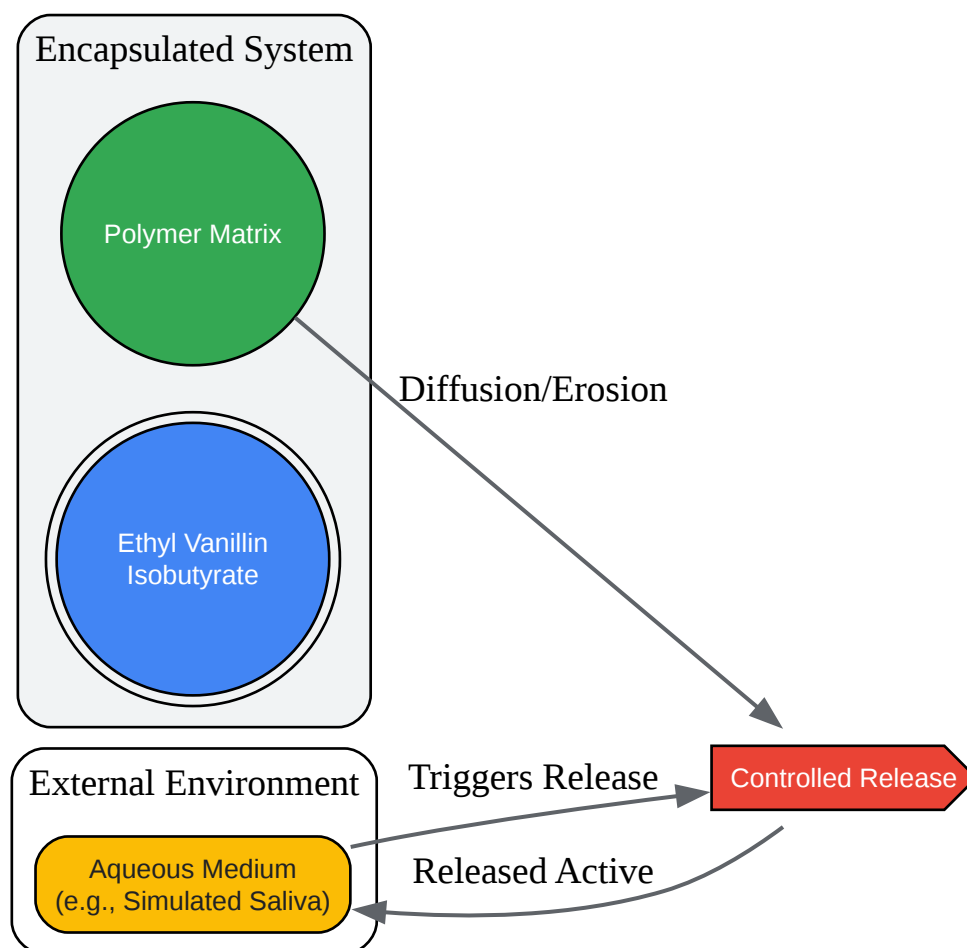 Encapsulated System
Polymer Matrix
Diffusion/Erosion
Ethyl Vanillin
Isobutyrate
External Environment
Triggers Release
Controlled Release
Aqueous Medium
(e.g., Simulated Saliva)
Released Active